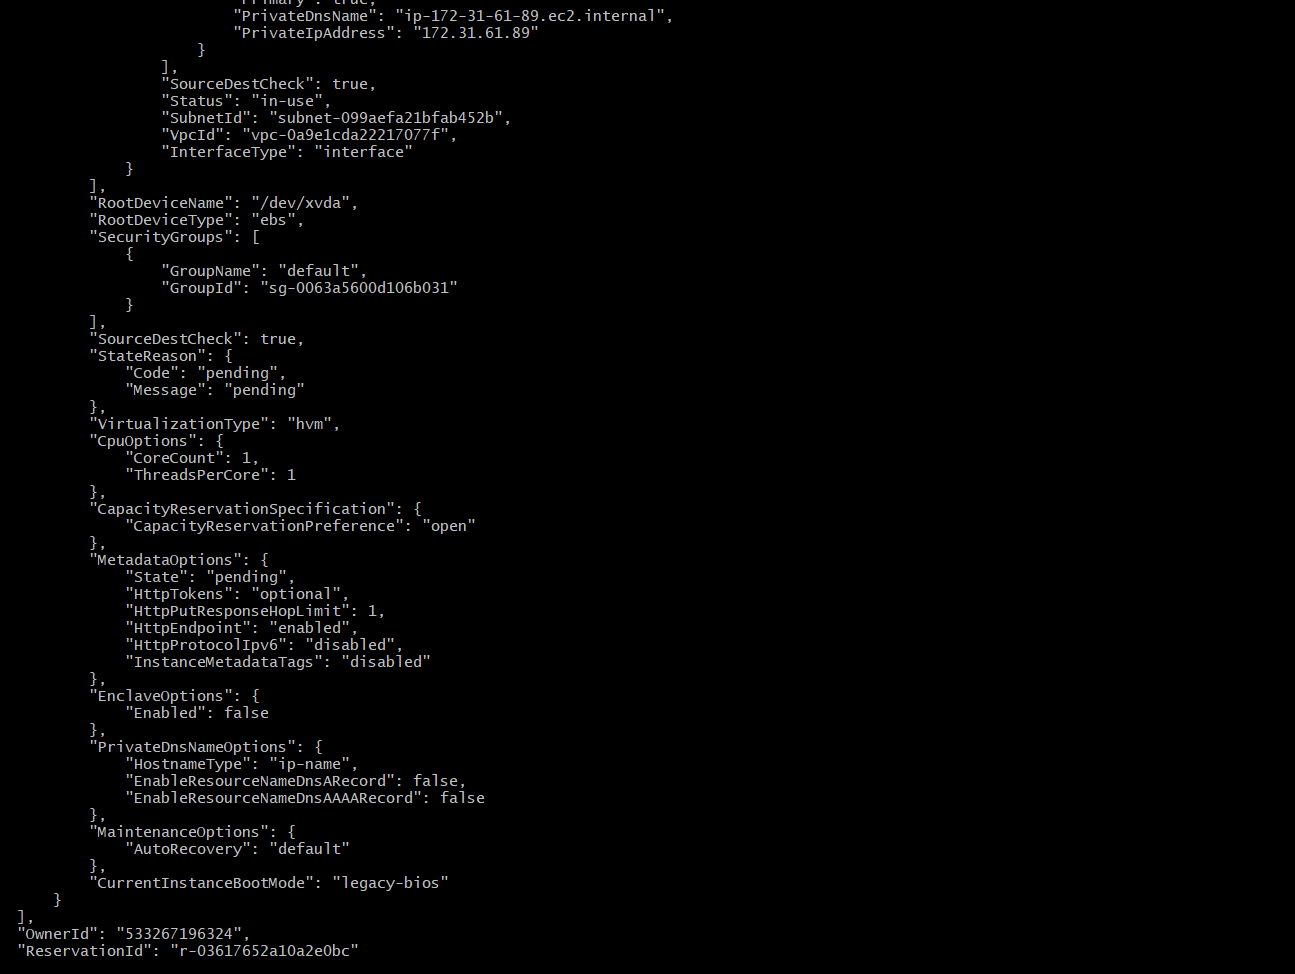 "Primary": true,
"PrivateDnsName": "ip-172-31-61-89.ec2.internal",
"PrivateIpAddress": "172.31.61.89"
}
],
"SourceDestCheck": true,
"Status": "in-use",
"SubnetId": "subnet-099aefa21bfab452b",
"VpcId": "vpc-0a9e1cda22217077f",
"InterfaceType": "interface"
}
],
"RootDeviceName": "/dev/xvda",
"RootDeviceType": "ebs",
"SecurityGroups": [
{
"GroupName": "default",
"GroupId": "sg-0063a5600d106b031"
}
],
"SourceDestCheck": true,
"StateReason": {
"Code": "pending",
"Message": "pending"
},
"VirtualizationType": "hvm",
"CpuOptions": {
"CoreCount": 1,
"ThreadsPerCore": 1
},
"CapacityReservationSpecification": {
"CapacityReservationPreference": "open"
},
"MetadataOptions": {
"State": "pending",
"HttpTokens": "optional",
"HttpPutResponseHopLimit": 1,
"HttpEndpoint": "enabled",
"HttpProtocolIpv6": "disabled",
"InstanceMetadataTags": "disabled"
},
"EnclaveOptions": {
"Enabled": false
},
"PrivateDnsNameOptions": {
"HostnameType": "ip-name",
"EnableResourceNameDnsARecord": false,
"EnableResourceNameDnsAAAARecord": false
},
"MaintenanceOptions": {
"AutoRecovery": "default"
},
"CurrentInstanceBootMode": "legacy-bios"
}
],
"OwnerId": "533267196324",
"ReservationId": "r-03617652a10a2e0bc"